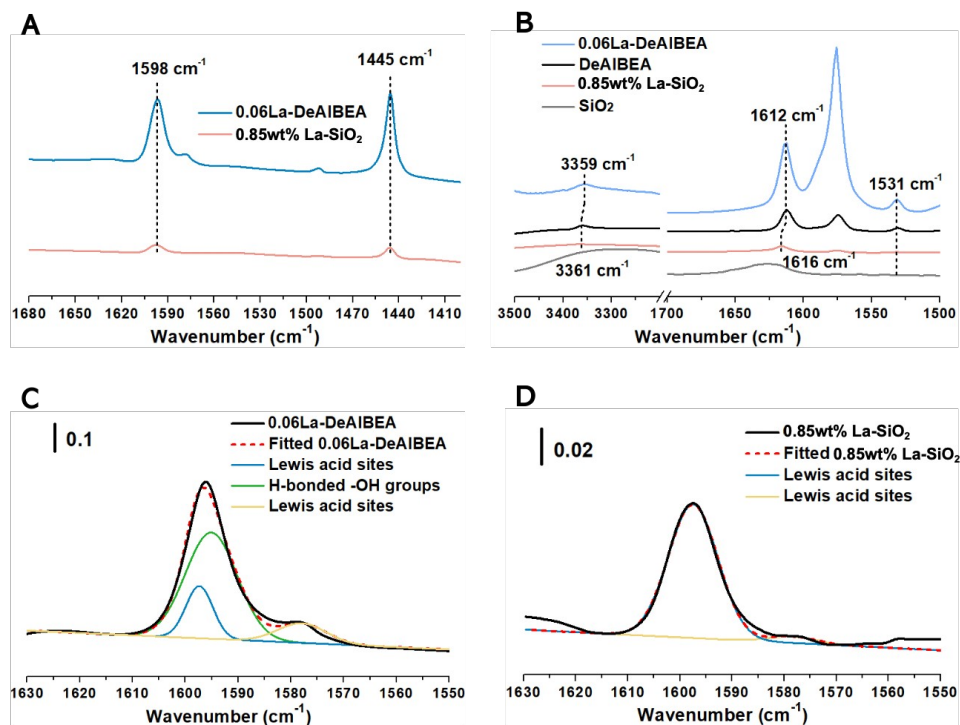 A
1598 cm⁻¹
1445 cm⁻¹
0.06La-DeAlBEA
0.85wt% La-SiO₂
1680 1650 1620 1590 1560 1530 1500 1470 1440 1410
Wavenumber (cm⁻¹)
B
0.06La-DeAlBEA
DeAlBEA
0.85wt% La-SiO₂
SiO₂
1612 cm⁻¹
3359 cm⁻¹
1531 cm⁻¹
3361 cm⁻¹
1616 cm⁻¹
3500 3400 3300 1700 1650 1600 1550 1500
Wavenumber (cm⁻¹)
C
0.1
0.06La-DeAlBEA
Fitted 0.06La-DeAlBEA
Lewis acid sites
H-bonded -OH groups
Lewis acid sites
1630 1620 1610 1600 1590 1580 1570 1560 1550
Wavenumber (cm⁻¹)
D
0.02
0.85wt% La-SiO₂
Fitted 0.85wt% La-SiO₂
Lewis acid sites
Lewis acid sites
1630 1620 1610 1600 1590 1580 1570 1560 1550
Wavenumber (cm⁻¹)